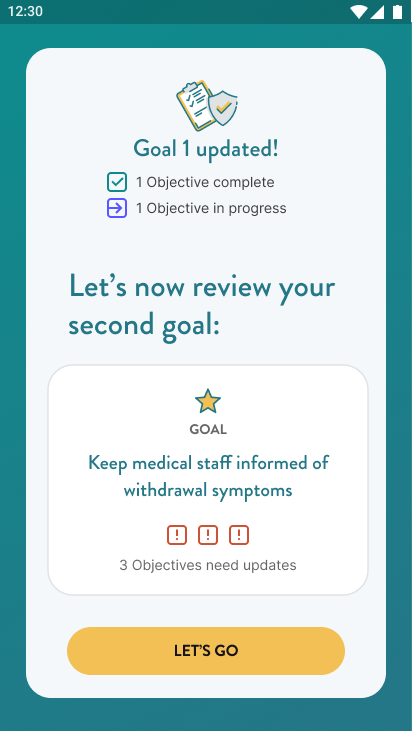 12:30
Goal 1 updated!
1 Objective complete
1 Objective in progress
Let's now review your
second goal:
GOAL
Keep medical staff informed of
withdrawal symptoms
! ! !
3 Objectives need updates
LET'S GO